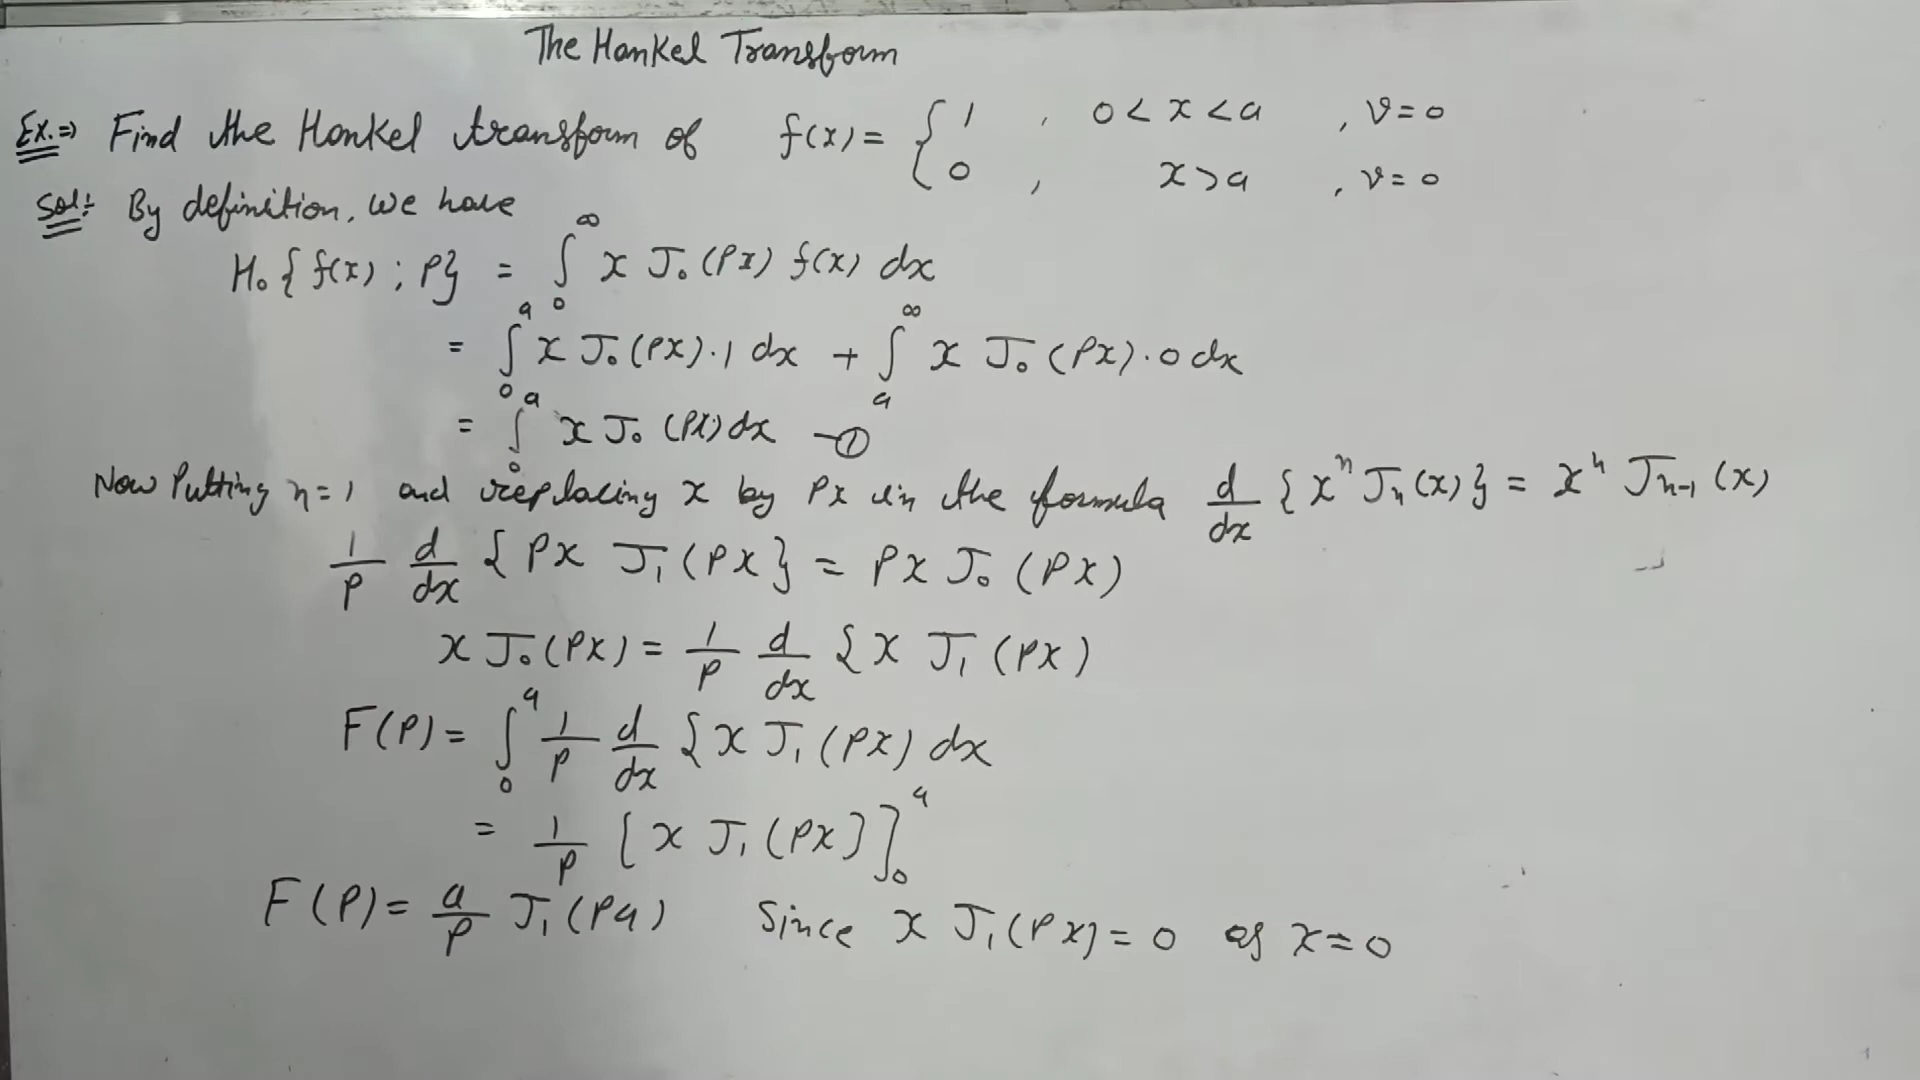 The Hankel Transform
Ex.⇒ Find the Hankel transform of f(x) = { 1 , 0 < x < a , ν = 0
0 , x > a , ν = 0
Sol: By definition, we have
H₀ { f(x) ; P} = ∫₀^∞ x J₀ (Px) f(x) dx
= ∫₀^a x J₀ (Px) · 1 dx + ∫ₐ^∞ x J₀ (Px) · 0 dx
= ∫₀^a x J₀ (Px) dx —①
Now Putting n = 1 and replacing x by Px in the formula d/dx { xⁿ Jₙ (x) } = xⁿ Jₙ₋₁ (x)
1/P d/dx { Px J₁ (Px } = Px J₀ (Px)
x J₀ (Px) = 1/P d/dx { x J₁ (Px)
F(P) = ∫₀^a 1/P d/dx { x J₁ (Px) dx
= 1/P [ x J₁ (Px) ]₀^a
F(P) = a/P J₁ (Pa) Since x J₁ (Px) = 0 as x = 0